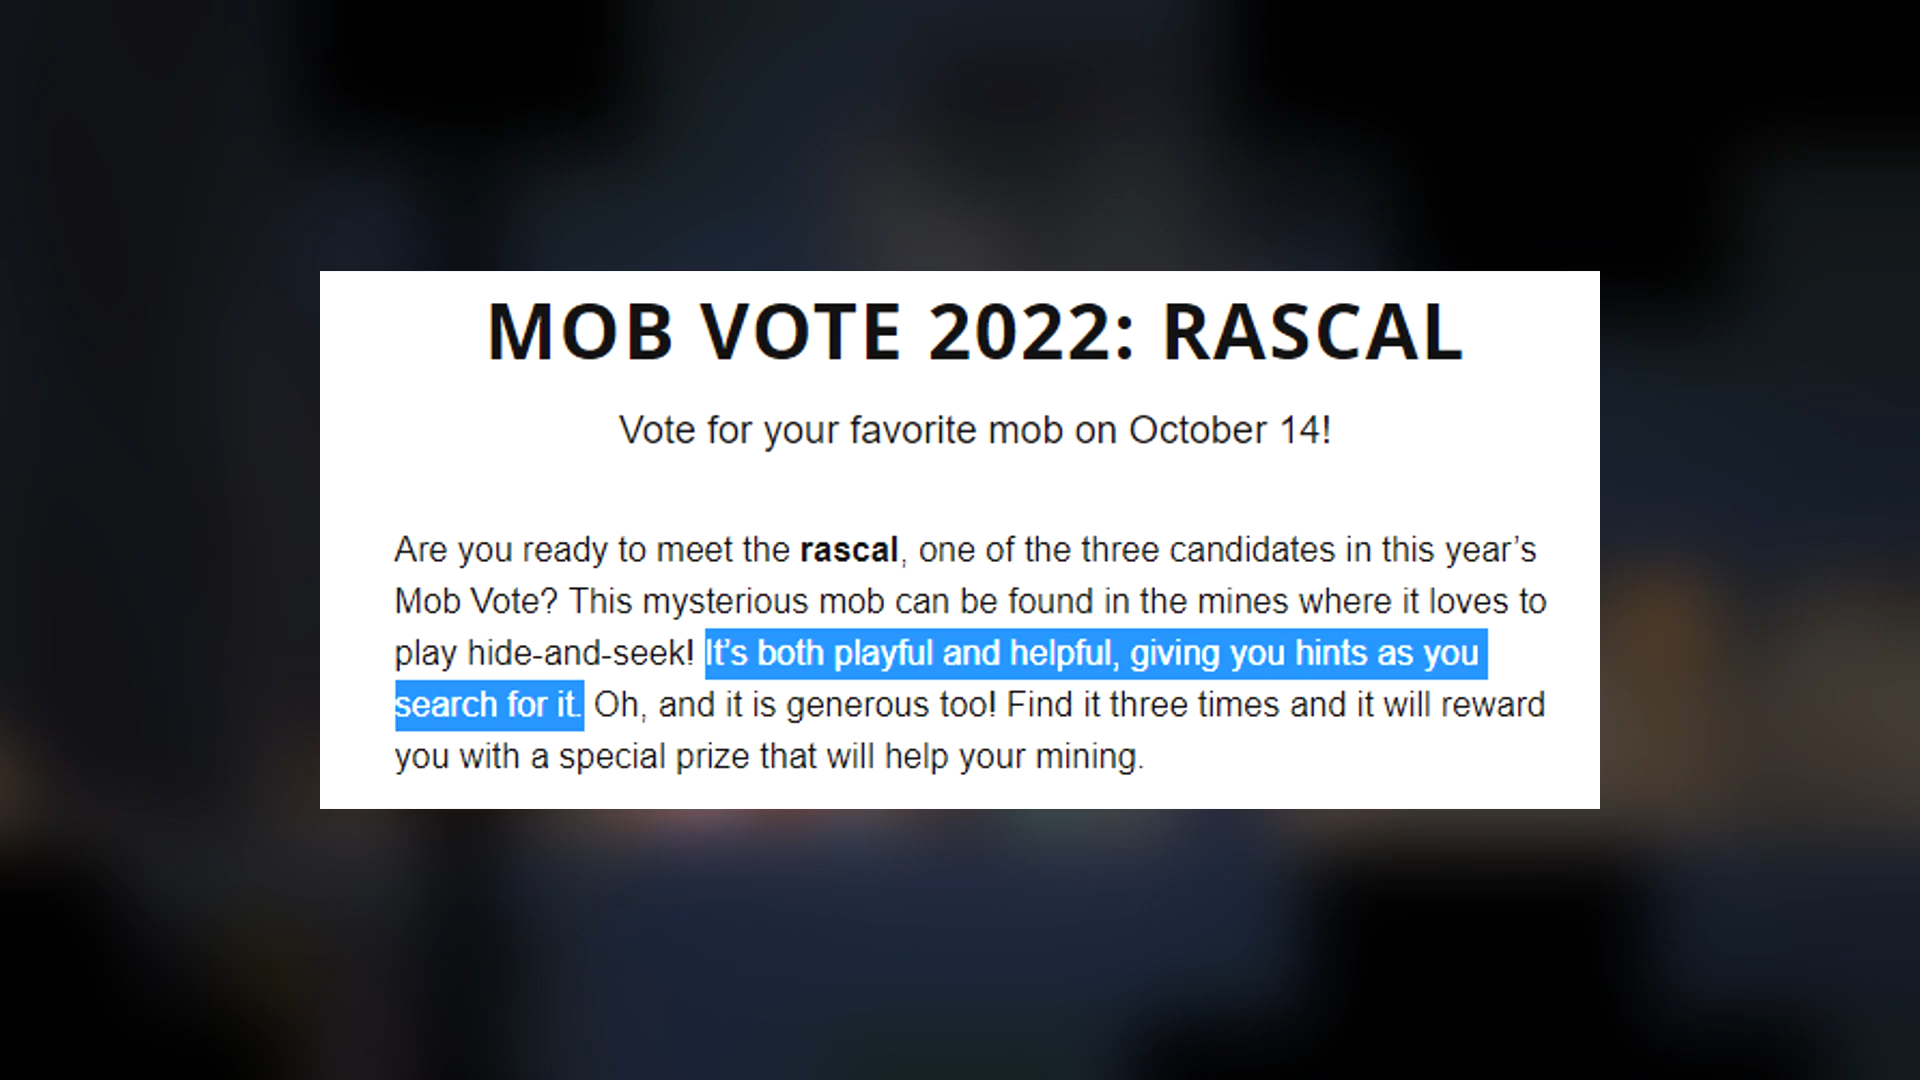 MOB VOTE 2022: RASCAL
Vote for your favorite mob on October 14!
Are you ready to meet the rascal, one of the three candidates in this year’s
Mob Vote? This mysterious mob can be found in the mines where it loves to
play hide-and-seek! It’s both playful and helpful, giving you hints as you
search for it. Oh, and it is generous too! Find it three times and it will reward
you with a special prize that will help your mining.